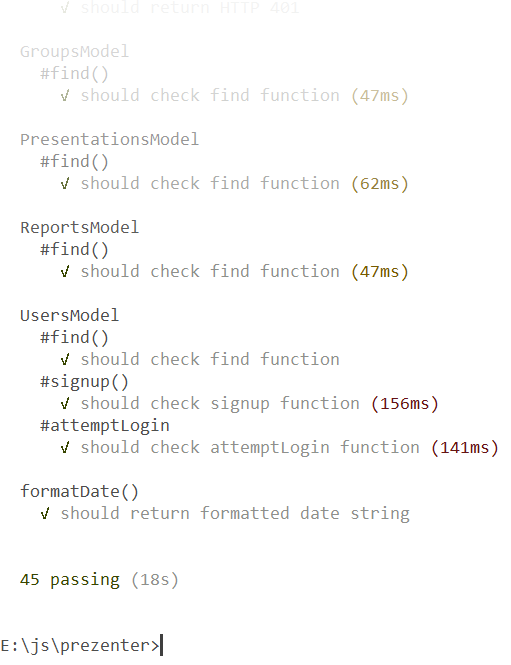 √ should return HTTP 401
GroupsModel
#find()
√ should check find function (47ms)
PresentationsModel
#find()
√ should check find function (62ms)
ReportsModel
#find()
√ should check find function (47ms)
UsersModel
#find()
√ should check find function
#signup()
√ should check signup function (156ms)
#attemptLogin
√ should check attemptLogin function (141ms)
formatDate()
√ should return formatted date string
45 passing (18s)
E:\js\prezenter>